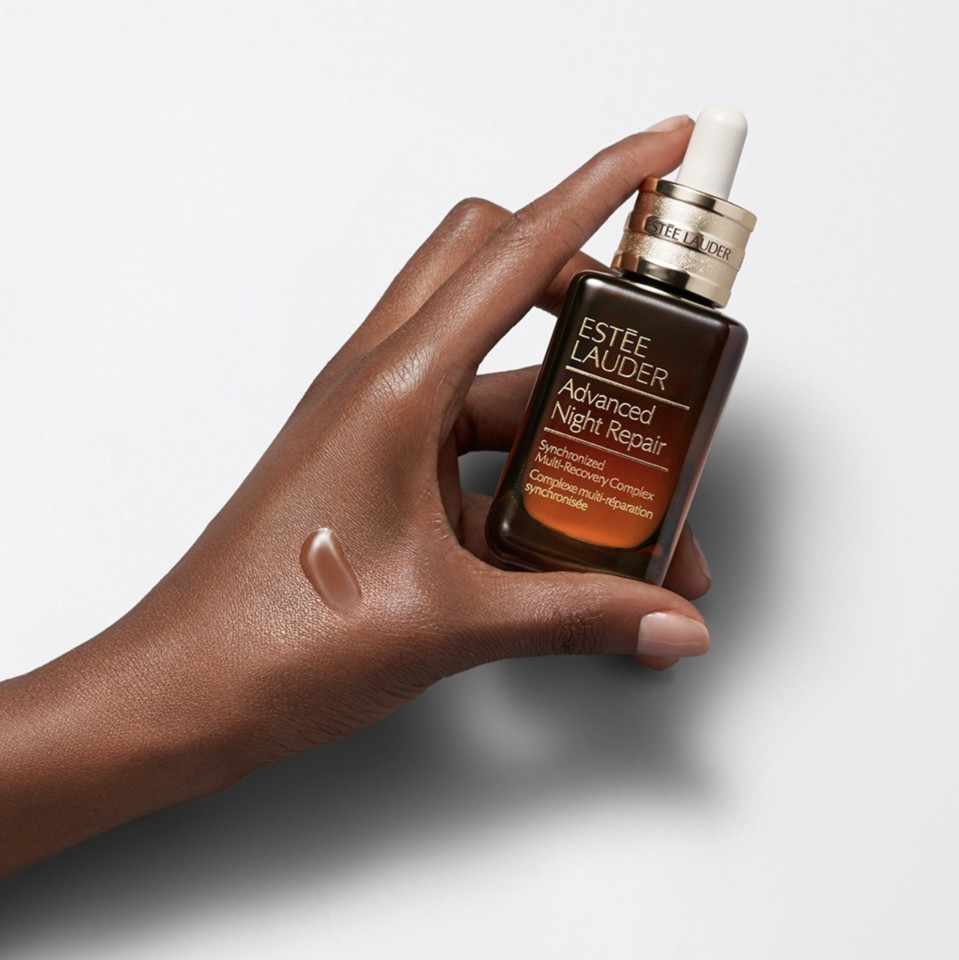 ESTĒE LAUDER
ESTĒE
LAUDER
Advanced
Night Repair
Synchronized
Multi-Recovery Complex
Complexe multi-réparation
synchronisée